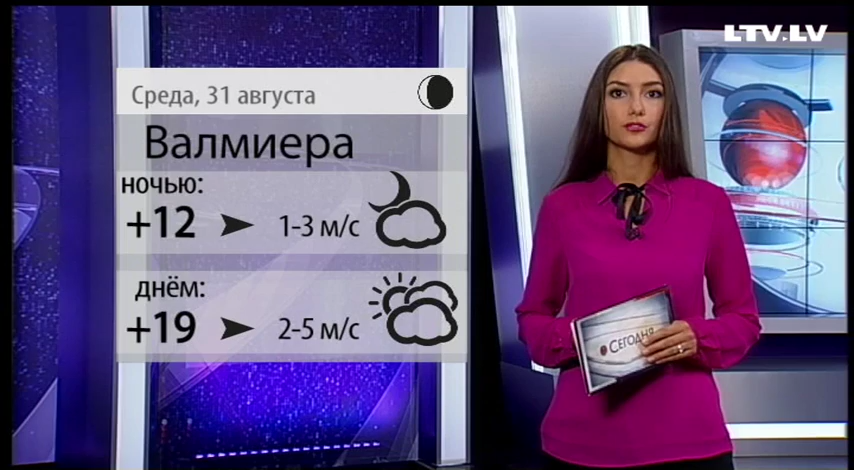 LTV.LV
Среда, 31 августа
Валмиера
ночью:
+12 1-3 м/с
днём:
+19 2-5 м/с
СЕГОДНЯ